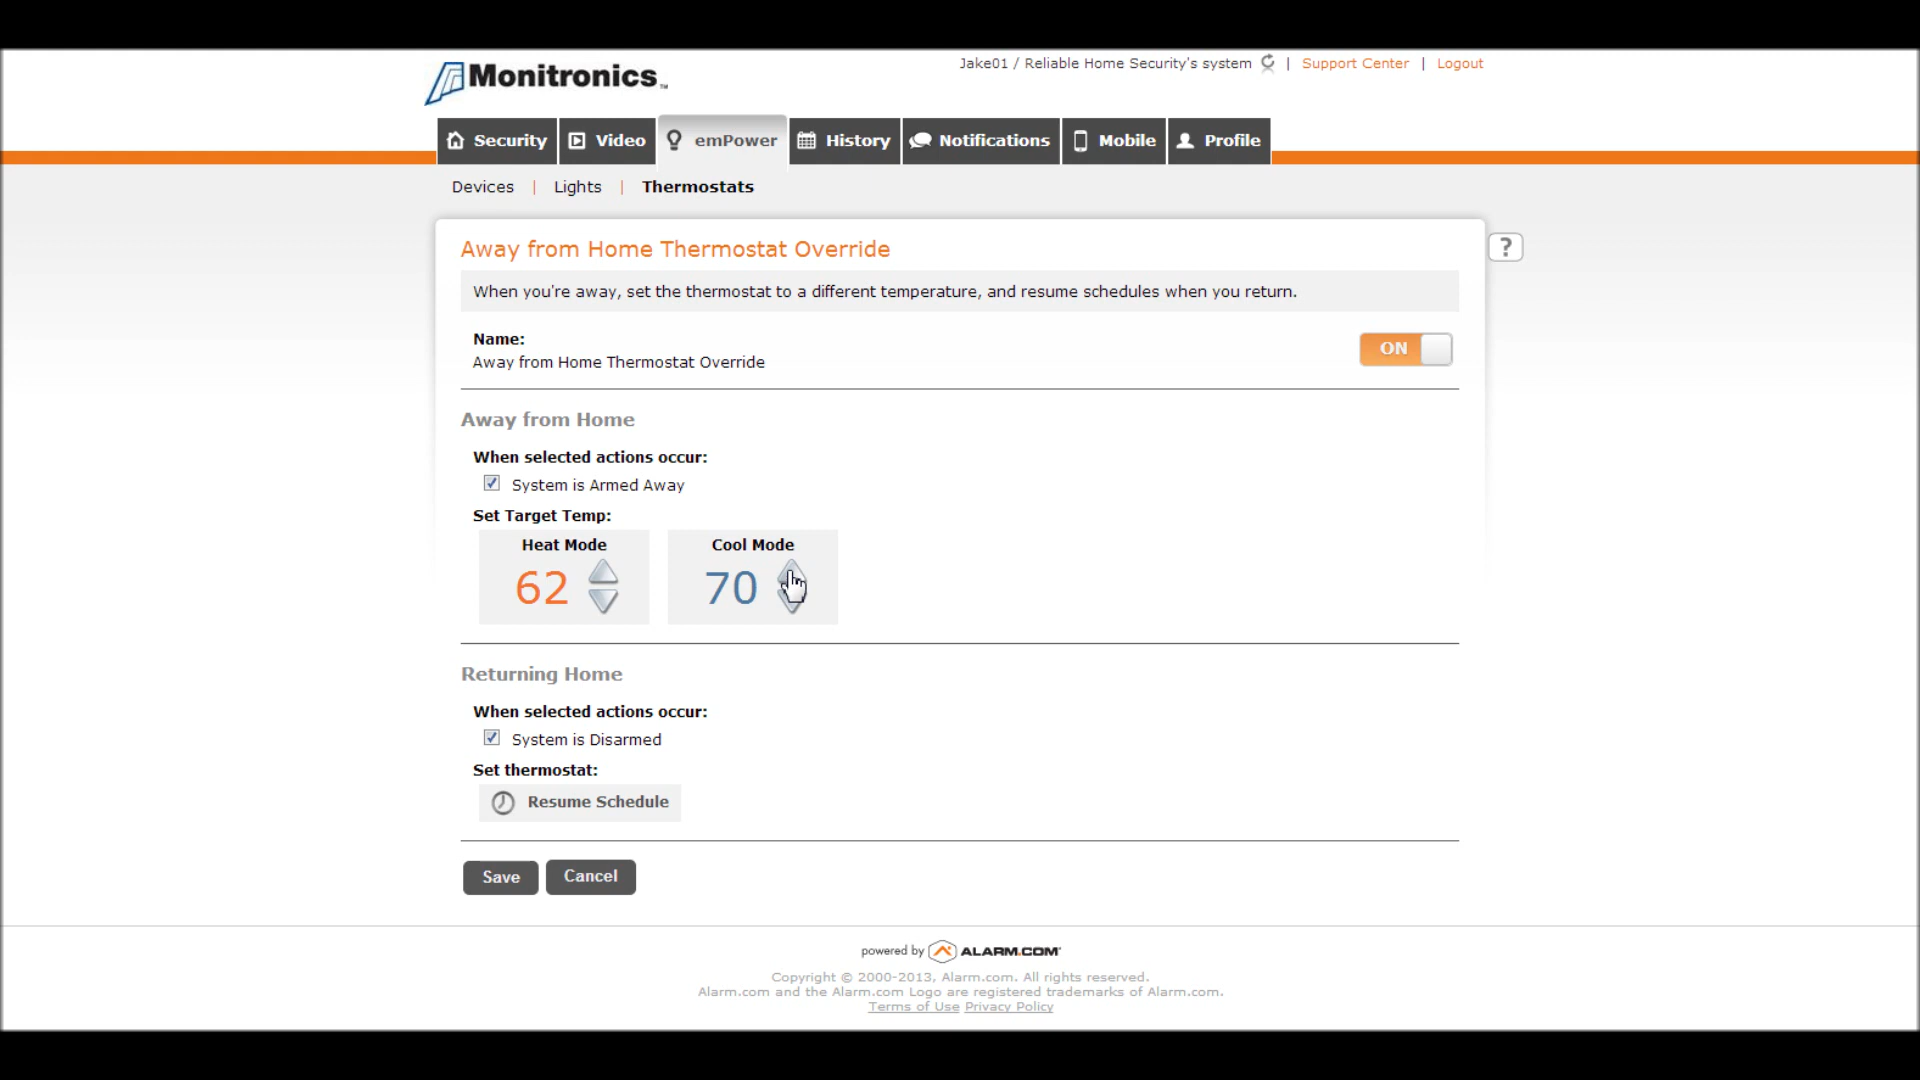 Monitronics™
Jake01 / Reliable Home Security's system | Support Center | Logout
Security Video emPower History Notifications Mobile Profile
Devices | Lights | Thermostats
Away from Home Thermostat Override
?
When you're away, set the thermostat to a different temperature, and resume schedules when you return.
Name:
Away from Home Thermostat Override
ON
Away from Home
When selected actions occur:
System is Armed Away
Set Target Temp:
Heat Mode Cool Mode
62 70
Returning Home
When selected actions occur:
System is Disarmed
Set thermostat:
Resume Schedule
Save Cancel
powered by ALARM.COM
Copyright © 2000-2013, Alarm.com. All rights reserved.
Alarm.com and the Alarm.com Logo are registered trademarks of Alarm.com.
Terms of Use Privacy Policy